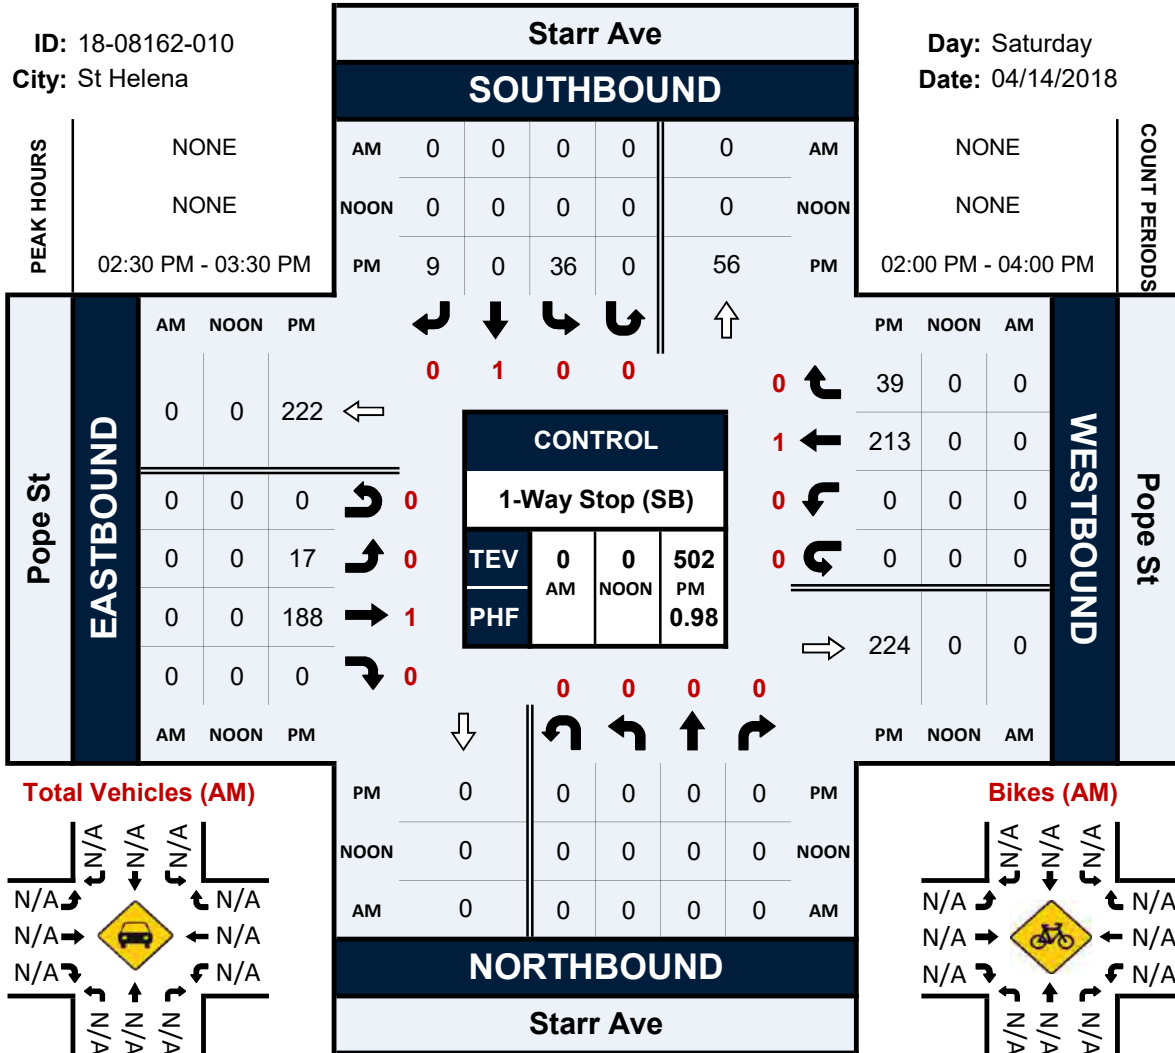 ID: 18-08162-010
City: St Helena
Starr Ave
SOUTHBOUND
Day: Saturday
Date: 04/14/2018
PEAK HOURS
NONE
NONE
02:30 PM - 03:30 PM
AM 0 0 0 0 0 AM
NOON 0 0 0 0 0 NOON
PM 9 0 36 0 56 PM
NONE
NONE
02:00 PM - 04:00 PM
COUNT PERIODS
0 1 0 0
Pope St
EASTBOUND
AM NOON PM
0 0 222
0 0 0 0
0 0 17 0
0 0 188 1
0 0 0 0
AM NOON PM
CONTROL
1-Way Stop (SB)
TEV 0 0 502
AM NOON PM
PHF 0.98
PM NOON AM
0 39 0 0
1 213 0 0
0 0 0 0
0 0 0 0
224 0 0
PM NOON AM
WESTBOUND
Pope St
0 0 0 0
PM 0 0 0 0 0 PM
NOON 0 0 0 0 0 NOON
AM 0 0 0 0 0 AM
NORTHBOUND
Starr Ave
Total Vehicles (AM)
N/A N/A N/A
N/A N/A
N/A N/A
N/A N/A
N/A N/A N/A
Bikes (AM)
N/A N/A N/A
N/A N/A
N/A N/A
N/A N/A
N/A N/A N/A